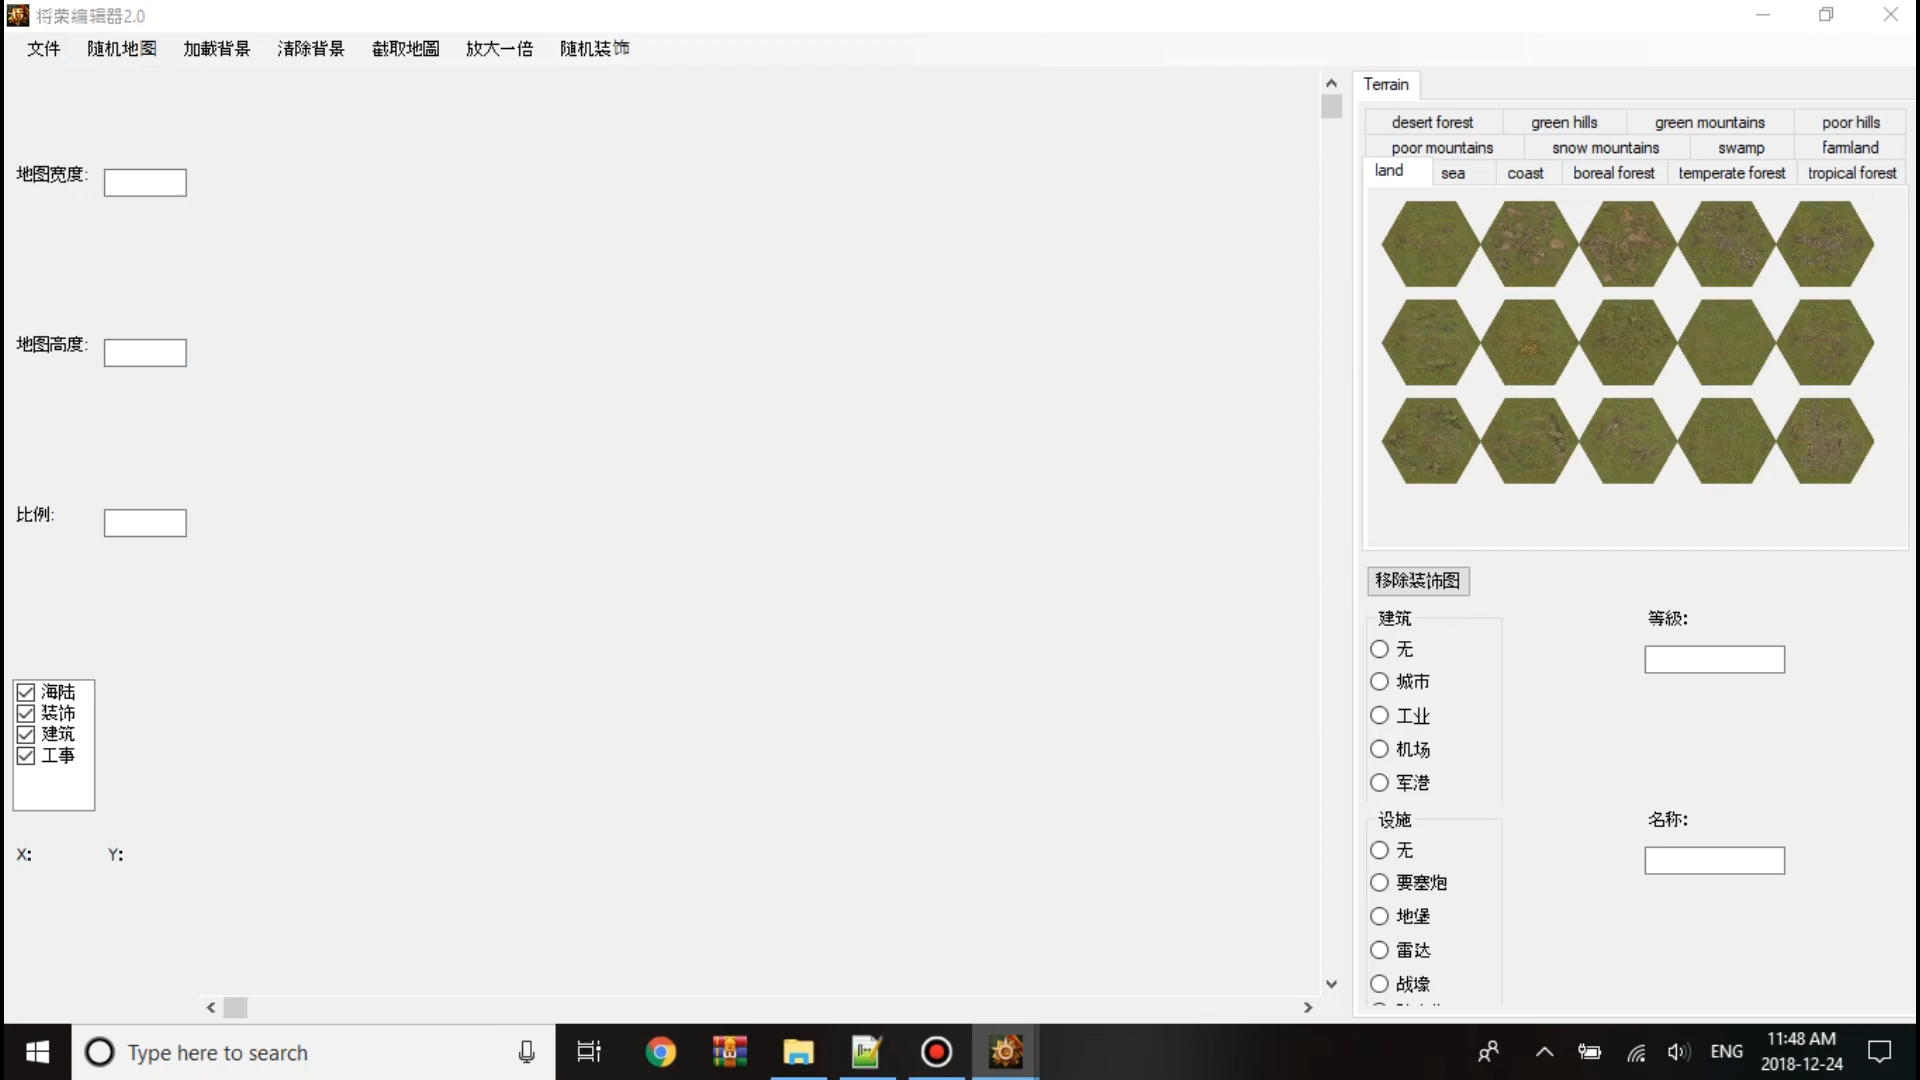 将荣编辑器2.0
文件 随机地图 加載背景 清除背景 截取地圖 放大一倍 随机装饰
Terrain
desert forest green hills green mountains poor hills
poor mountains snow mountains swamp farmland
land sea coast boreal forest temperate forest tropical forest
地图宽度:
地图高度:
比例:
海陆
装饰
建筑
工事
X: Y:
移除装饰图
建筑
无
城市
工业
机场
军港
等級:
设施
无
要塞炮
地堡
雷达
战壕
名称:
Type here to search
ENG
11:48 AM
2018-12-24